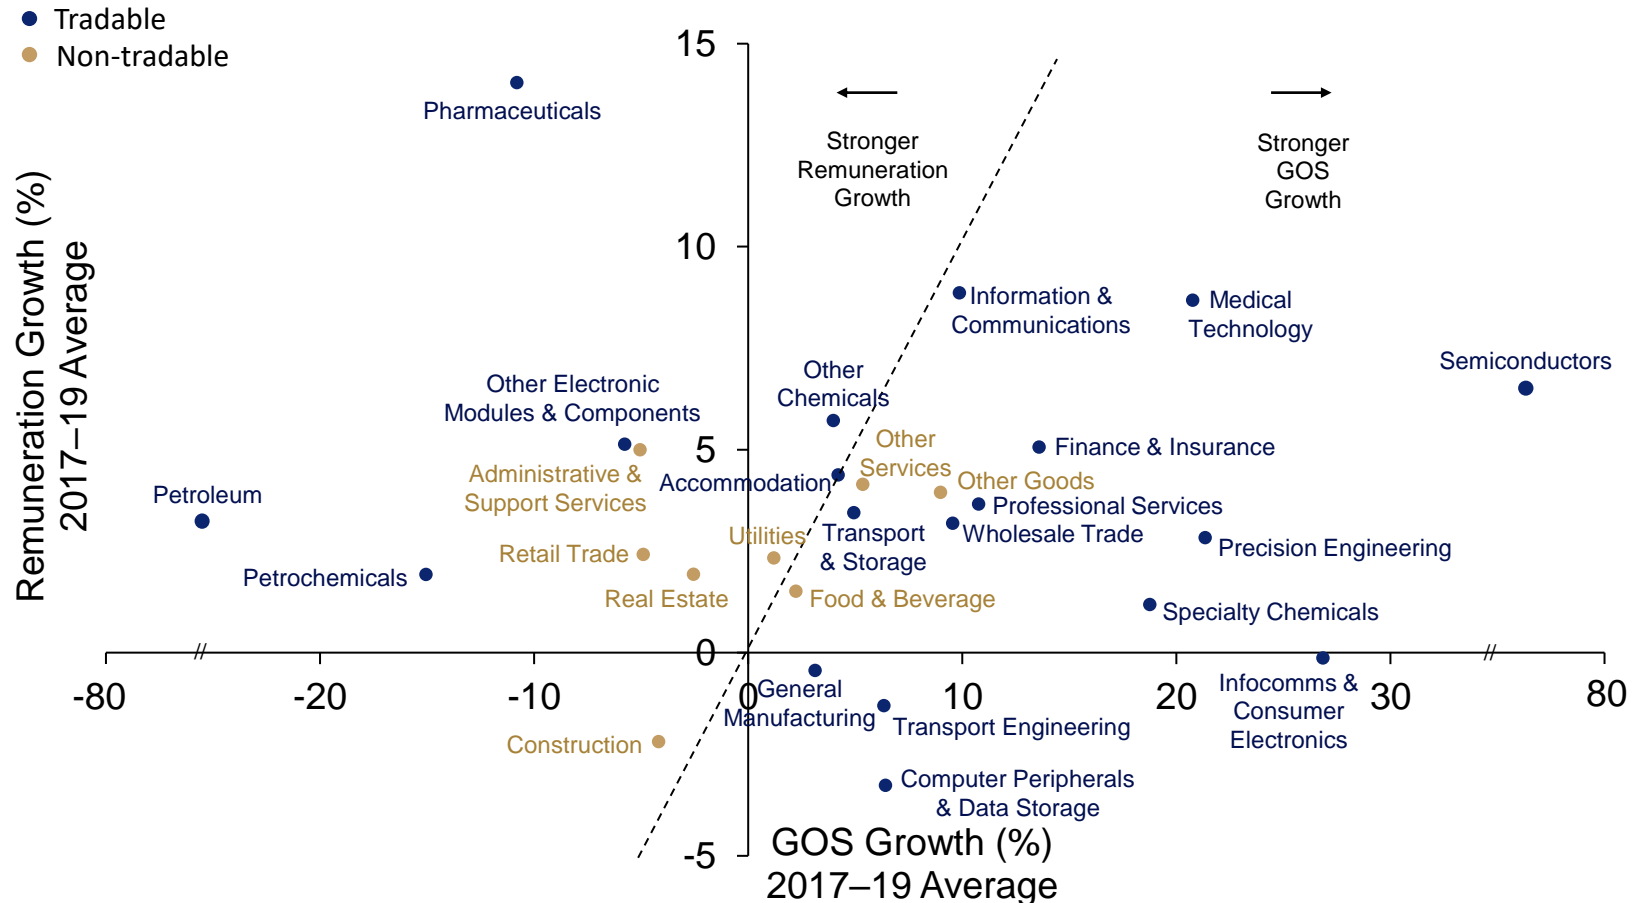 Tradable
Non-tradable
15
Pharmaceuticals
Stronger
Remuneration
Growth
Stronger
GOS
Growth
Remuneration Growth (%)
2017–19 Average
10
Information &
Communications
Medical
Technology
Semiconductors
Other
Chemicals
Other Electronic
Modules & Components
5
Other
Services
Finance & Insurance
Administrative &
Support Services
Accommodation
Other Goods
Petroleum
Professional Services
Utilities
Transport
& Storage
Wholesale Trade
Retail Trade
Precision Engineering
Petrochemicals
Real Estate
Food & Beverage
Specialty Chemicals
0
//
//
-80
-20
-10
0
10
20
30
80
General
Manufacturing
Infocomms &
Consumer
Electronics
Transport Engineering
Construction
Computer Peripherals
& Data Storage
-5
GOS Growth (%)
2017–19 Average